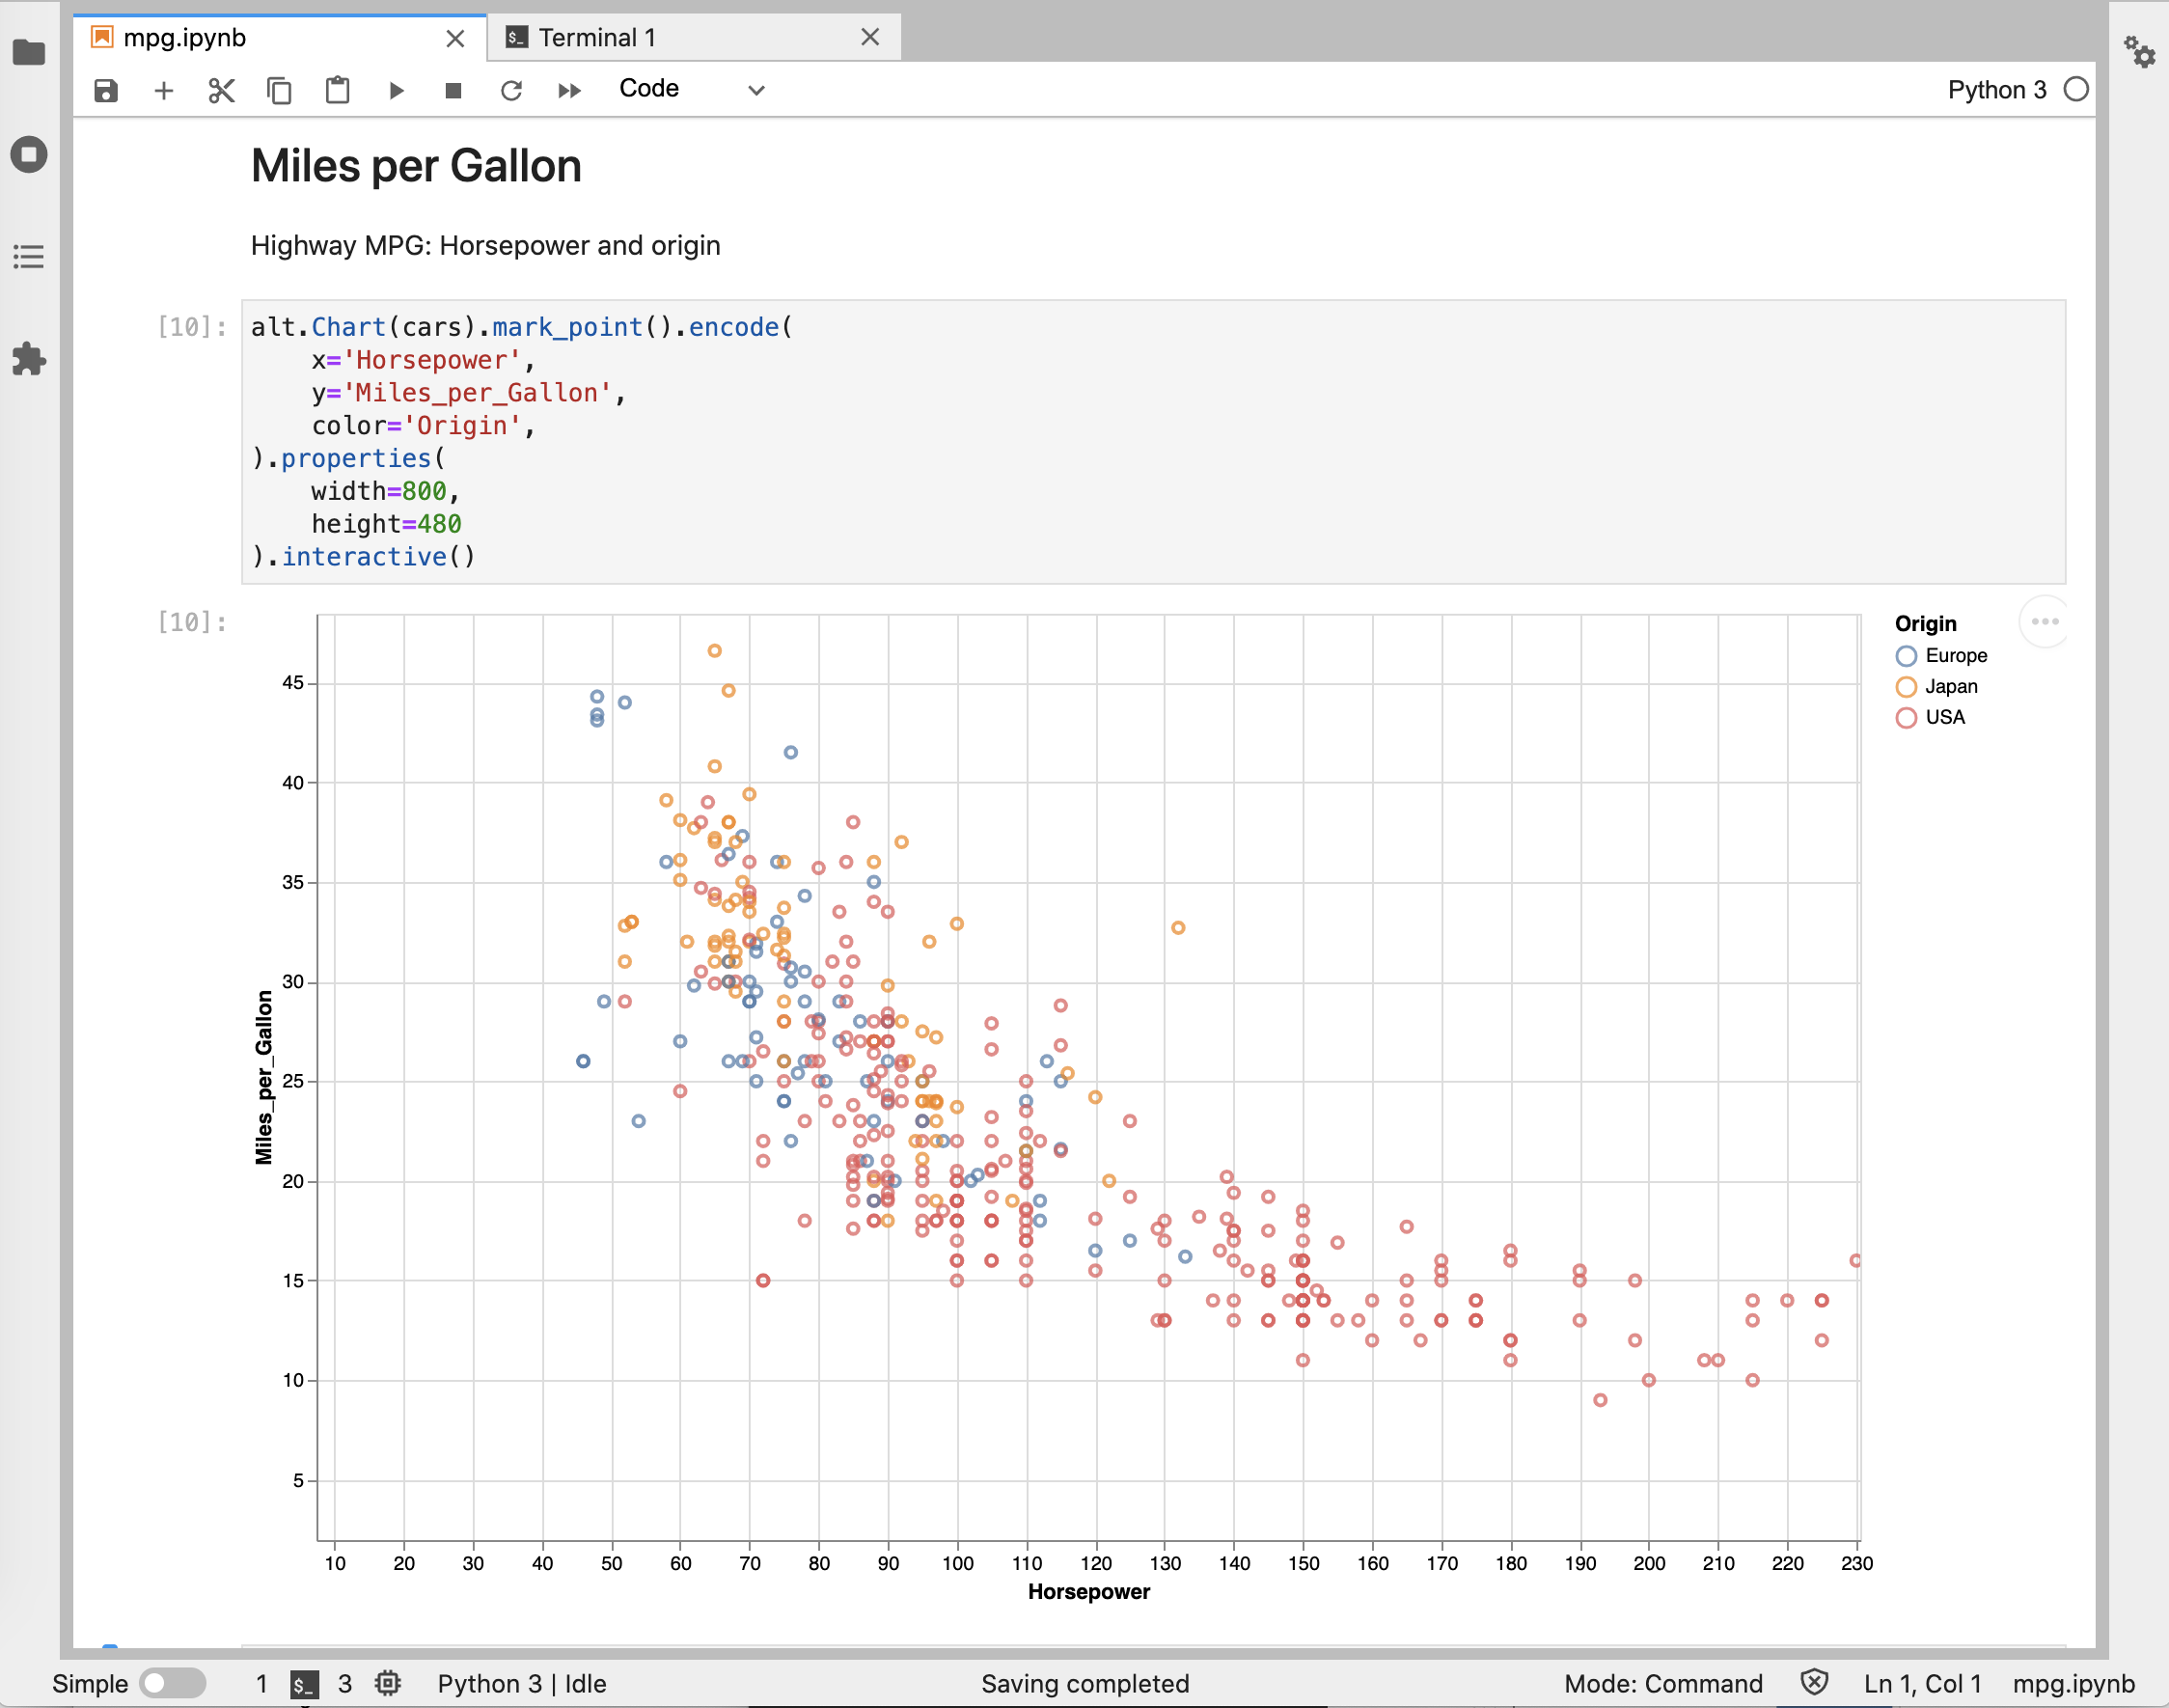 mpg.ipynb
Terminal 1
Code
Python 3
Miles per Gallon
Highway MPG: Horsepower and origin
[10]:
alt.Chart(cars).mark_point().encode(
    x='Horsepower',
    y='Miles_per_Gallon',
    color='Origin',
).properties(
    width=800,
    height=480
).interactive()
[10]:
Origin
Europe
Japan
USA
45
40
35
30
25
20
15
10
5
Miles_per_Gallon
10 20 30 40 50 60 70 80 90 100 110 120 130 140 150 160 170 180 190 200 210 220 230
Horsepower
Simple 1 $_ 3 Python 3 | Idle Saving completed Mode: Command Ln 1, Col 1 mpg.ipynb